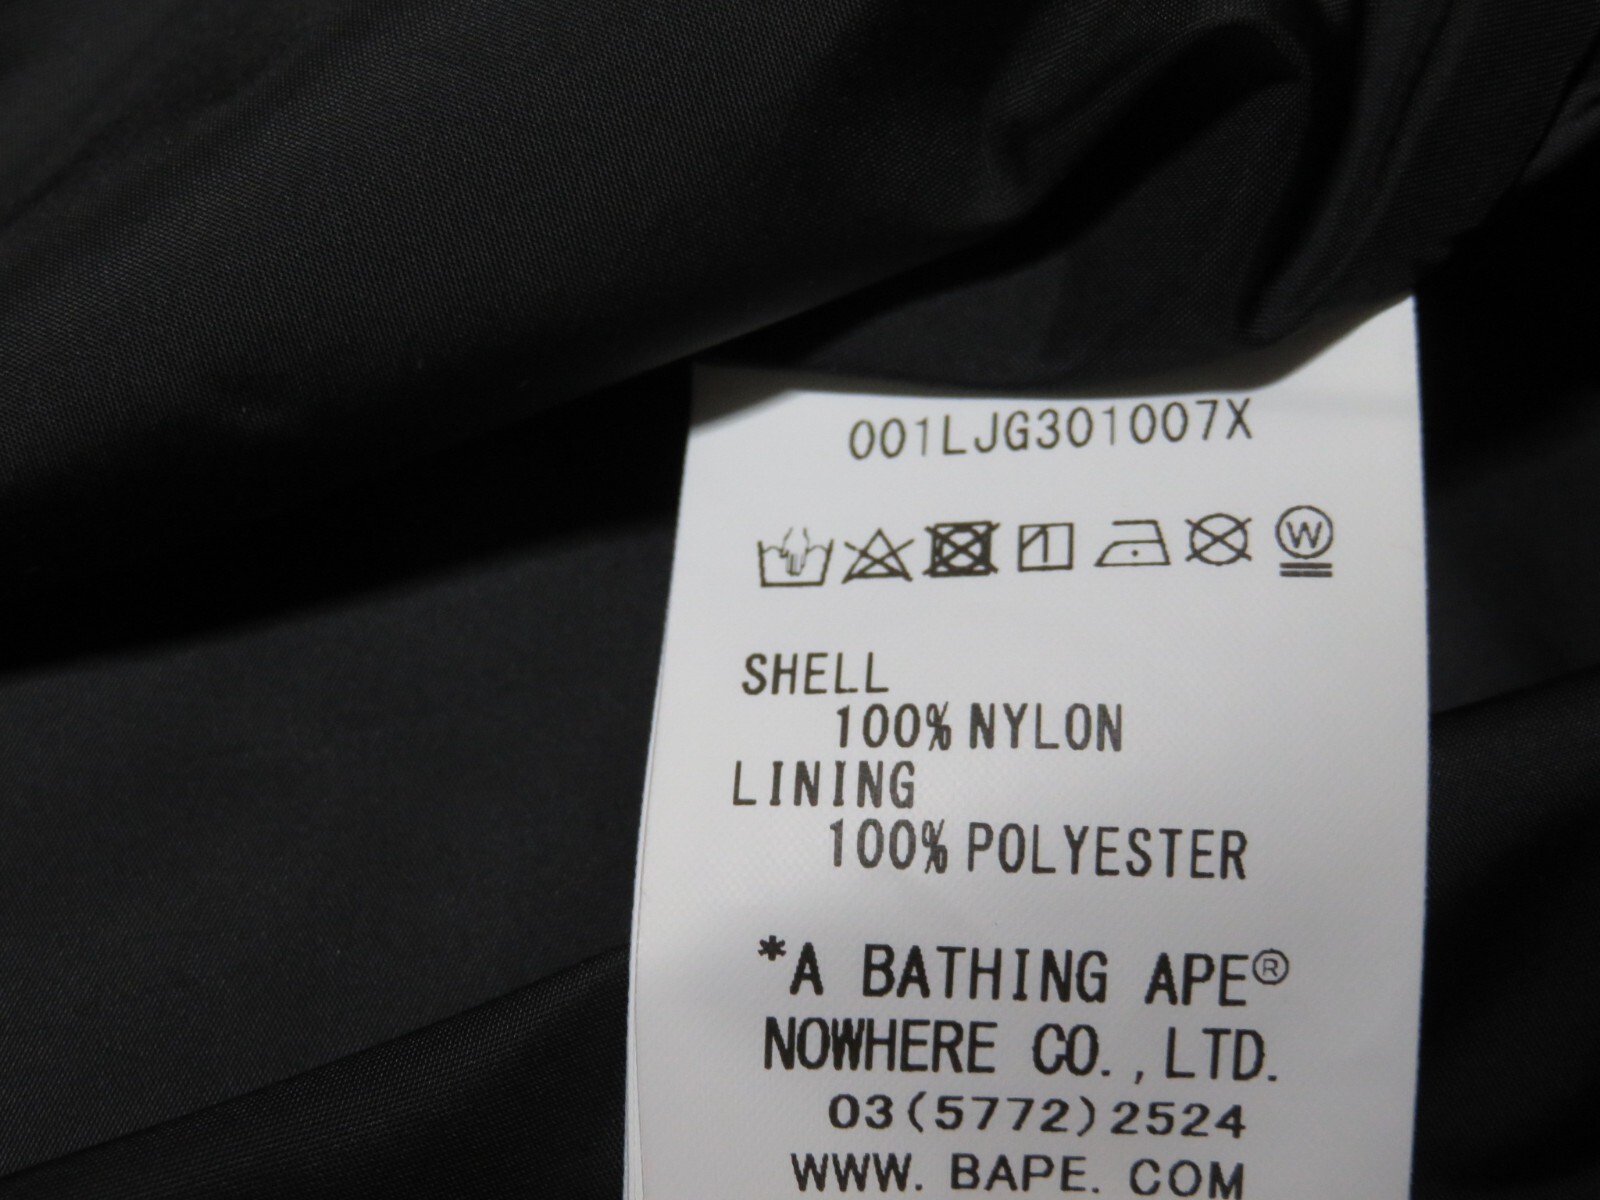 001LJG301007X
W
SHELL
100% NYLON
LINING
100% POLYESTER
*A BATHING APE®
NOWHERE CO., LTD.
03(5772)2524
WWW. BAPE. COM